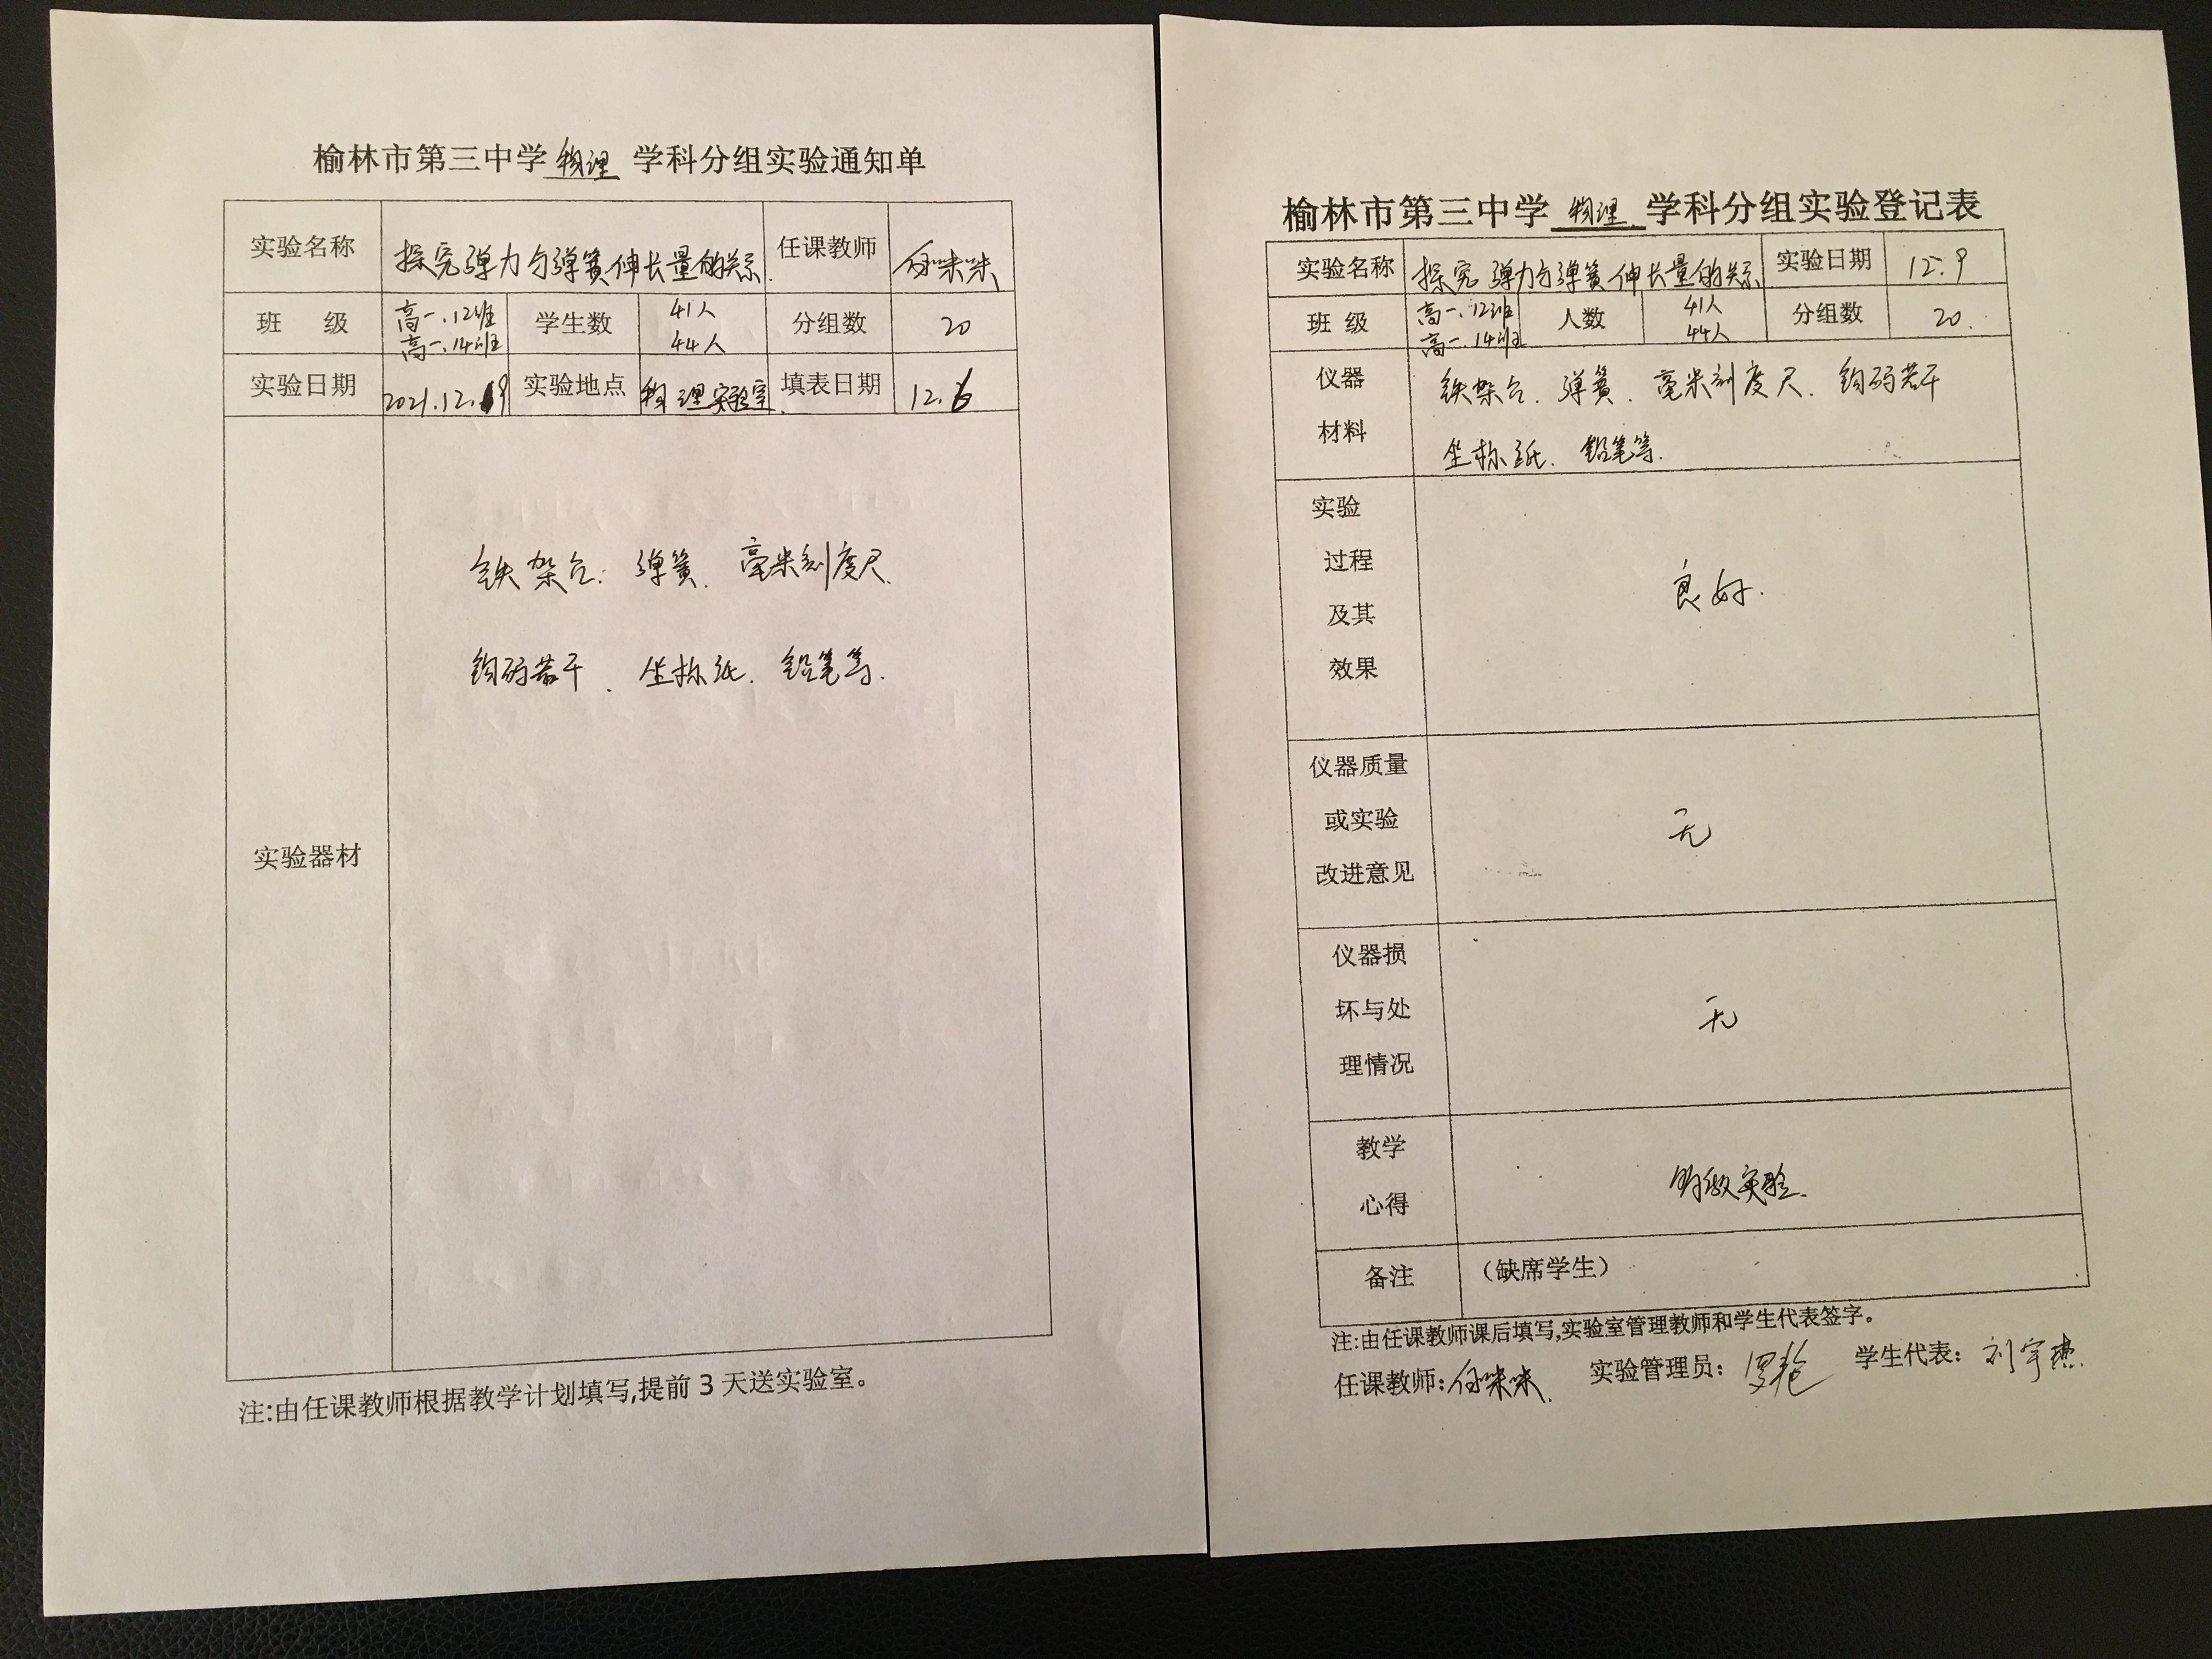 榆林市第三中学 物理 学科分组实验通知单
实验名称 探究弹力与弹簧伸长量的关系. 任课教师 任咪咪
班 级 高一.12班 高一.14班 学生数 41人 44人 分组数 20
实验日期 2021.12.9 实验地点 物理实验室 填表日期 12.6
实验器材
铁架台. 弹簧. 毫米刻度尺.
钩码若干. 坐标纸. 铅笔等.
注:由任课教师根据教学计划填写,提前3天送实验室。
榆林市第三中学 物理 学科分组实验登记表
实验名称 探究弹力与弹簧伸长量的关系 实验日期 12.9
班 级 高一.12班 高一.14班 人数 41人 44人 分组数 20.
仪器 铁架台. 弹簧. 毫米刻度尺. 钩码若干
材料 坐标纸. 铅笔等.
实验
过程
及其 良好.
效果
仪器质量
或实验 无
改进意见
仪器损
坏与处 无
理情况
教学
心得 多做实验.
备注 (缺席学生)
注:由任课教师课后填写,实验室管理教师和学生代表签字。
任课教师: 任咪咪. 实验管理员: 学生代表: 刘宇杰.